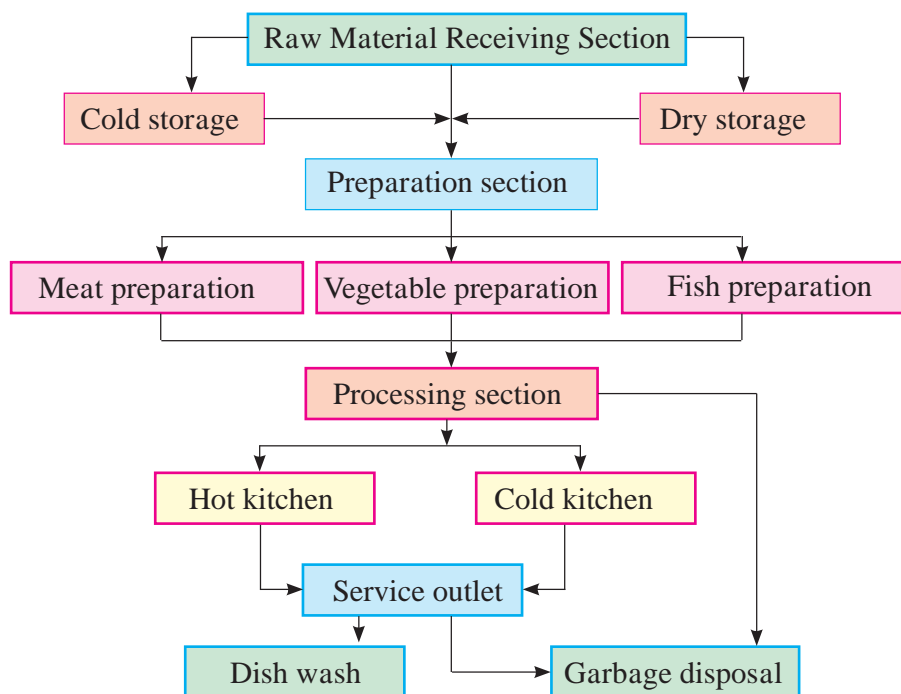 Raw Material Receiving Section
Cold storage
Dry storage
Preparation section
Meat preparation
Vegetable preparation
Fish preparation
Processing section
Hot kitchen
Cold kitchen
Service outlet
Dish wash
Garbage disposal